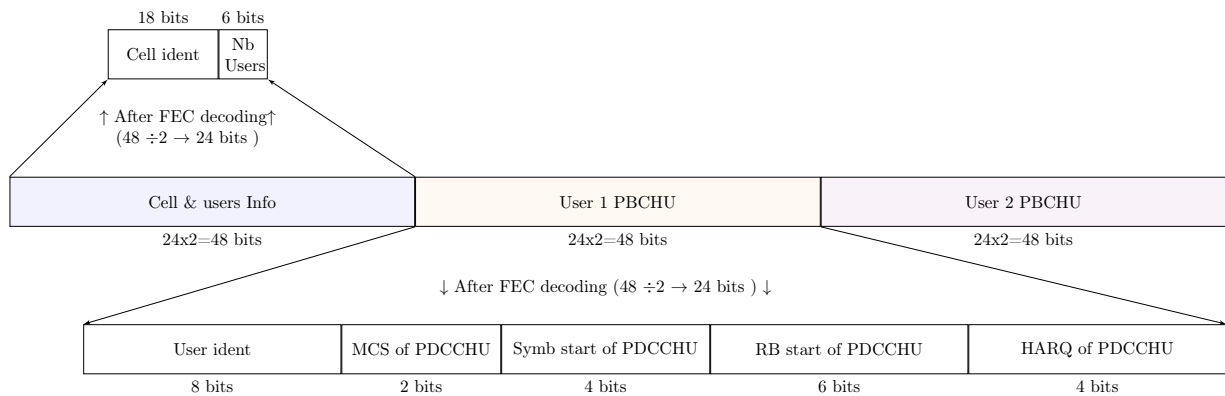 18 bits 6 bits
Cell ident
Nb
Users
↑ After FEC decoding↑
(48 ÷2 → 24 bits )
Cell & users Info
User 1 PBCHU
User 2 PBCHU
24x2=48 bits
24x2=48 bits
24x2=48 bits
↓ After FEC decoding (48 ÷2 → 24 bits ) ↓
User ident
MCS of PDCCHU
Symb start of PDCCHU
RB start of PDCCHU
HARQ of PDCCHU
8 bits
2 bits
4 bits
6 bits
4 bits